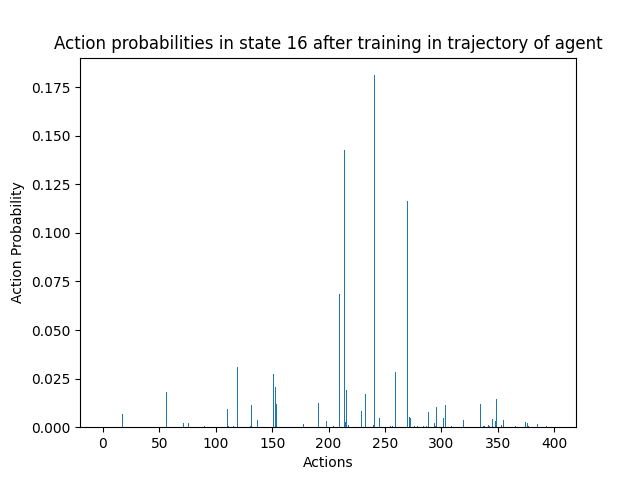 Action probabilities in state 16 after training in trajectory of agent
0.175
0.150
0.125
0.100
0.075
0.050
0.025
0.000
Action Probability
0 50 100 150 200 250 300 350 400
Actions